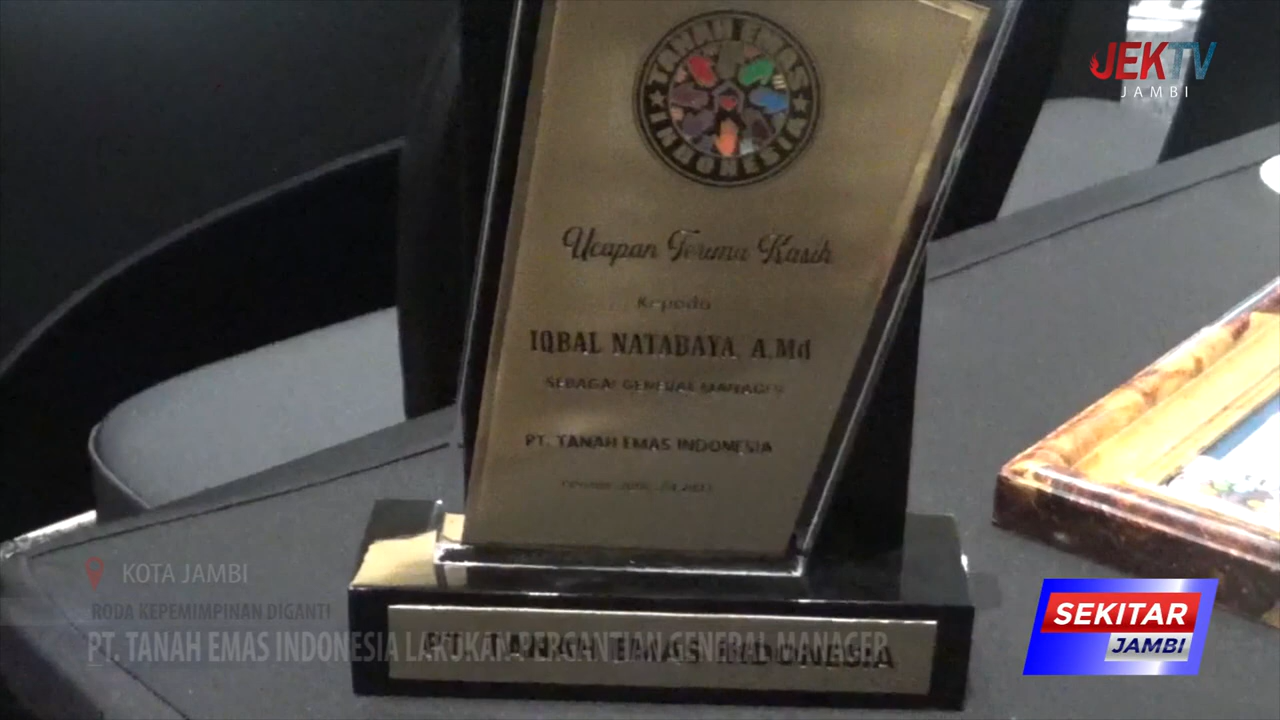 JEKTV
JAMBI
TANAH EMAS
INDONESIA
Ucapan Terima Kasih
Kepada
IQBAL NATABAYA, A.Md
SEBAGAI GENERAL MANAGER
PT. TANAH EMAS INDONESIA
KOTA JAMBI
RODA KEPEMIMPINAN DIGANTI
PT. TANAH EMAS INDONESIA LAKUKAN PERGANTIAN GENERAL MANAGER
PT. TANAH EMAS INDONESIA
SEKITAR
JAMBI